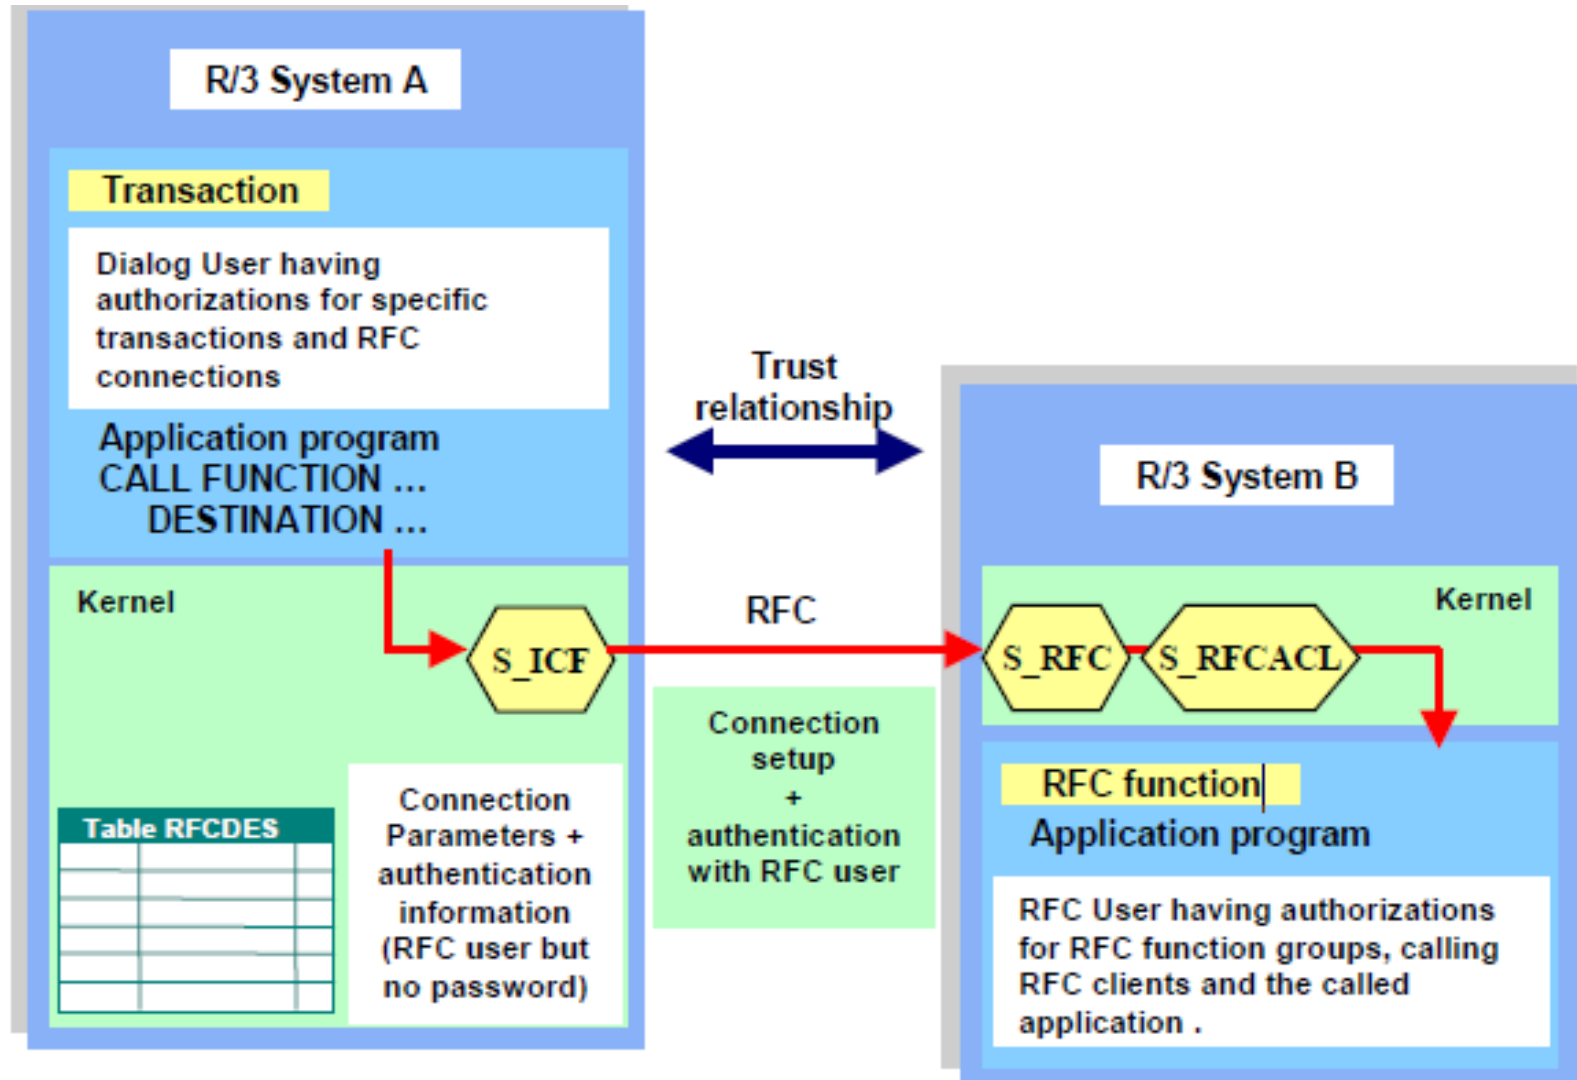 R/3 System A
Transaction
Dialog User having
authorizations for specific
transactions and RFC
connections
Application program
CALL FUNCTION ...
DESTINATION ...
Kernel
S_ICF
Table RFCDES
Connection
Parameters +
authentication
information
(RFC user but
no password)
Trust
relationship
RFC
Connection
setup
+
authentication
with RFC user
R/3 System B
Kernel
S_RFC
S_RFCACL
RFC function
Application program
RFC User having authorizations
for RFC function groups, calling
RFC clients and the called
application .